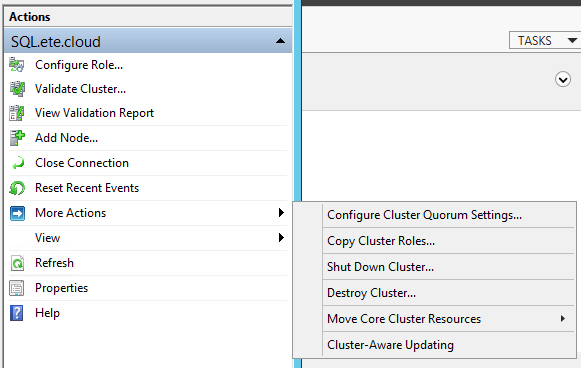 Actions
SQL.ete.cloud
Configure Role...
Validate Cluster...
View Validation Report
Add Node...
Close Connection
Reset Recent Events
More Actions
View
Refresh
Properties
Help
TASKS
Configure Cluster Quorum Settings...
Copy Cluster Roles...
Shut Down Cluster...
Destroy Cluster...
Move Core Cluster Resources
Cluster-Aware Updating